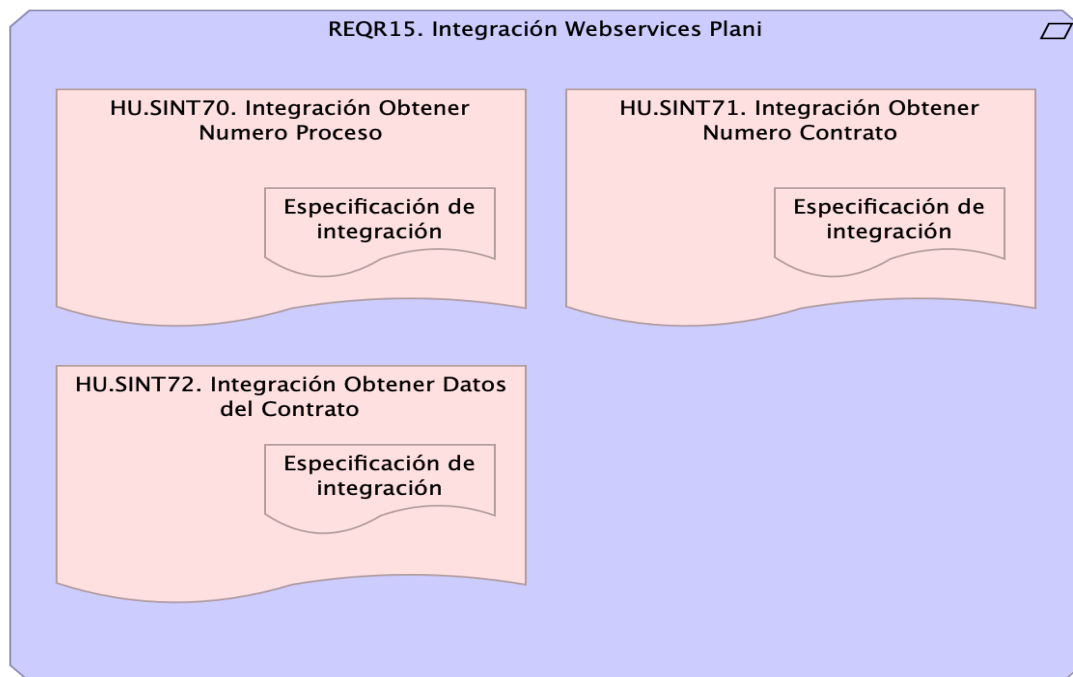 REQR15. Integración Webservices Plani
HU.SINT70. Integración Obtener
Numero Proceso
Especificación de
integración
HU.SINT71. Integración Obtener
Numero Contrato
Especificación de
integración
HU.SINT72. Integración Obtener Datos
del Contrato
Especificación de
integración